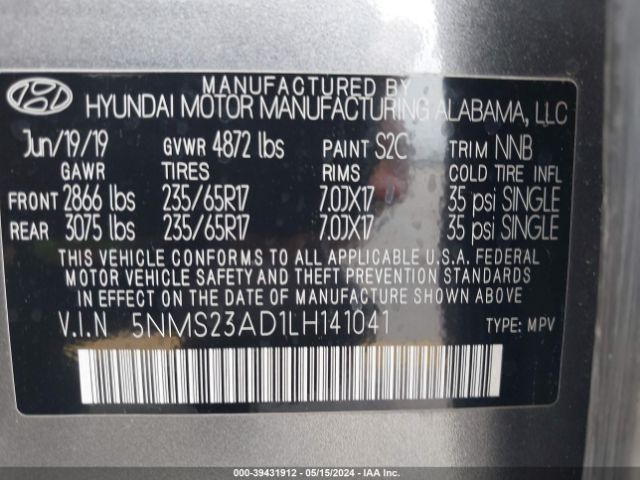 MANUFACTURED BY
HYUNDAI MOTOR MANUFACTURING ALABAMA, LLC
Jun/19/19 GVWR 4872 lbs PAINT S2C TRIM NNB
GAWR TIRES RIMS COLD TIRE INFL
FRONT 2866 lbs 235/65R17 7.0JX17 35 psi SINGLE
REAR 3075 lbs 235/65R17 7.0JX17 35 psi SINGLE
THIS VEHICLE CONFORMS TO ALL APPLICABLE U.S.A. FEDERAL
MOTOR VEHICLE SAFETY AND THEFT PREVENTION STANDARDS
IN EFFECT ON THE DATE OF MANUFACTURE SHOWN ABOVE
V.I.N 5NMS23AD1LH141041 TYPE: MPV
000-39431912 - 05/15/2024 - IAA Inc.